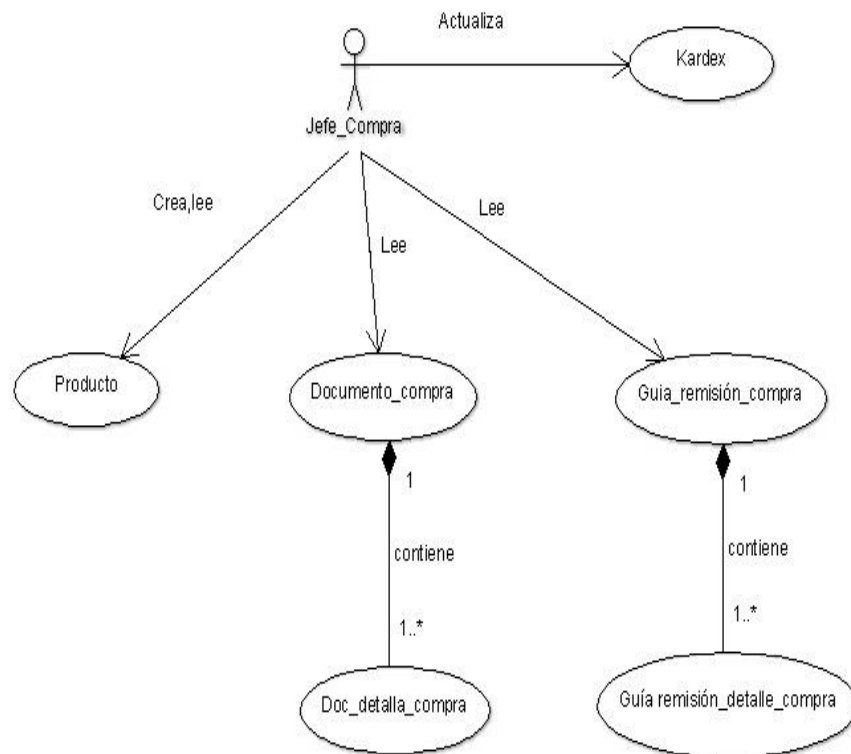 Actualiza
Kardex
Jefe_Compra
Crea,lee
Lee
Lee
Producto
Documento_compra
Guia_remisión_compra
1
1
contiene
contiene
1..*
1..*
Doc_detalla_compra
Guía remisión_detalle_compra